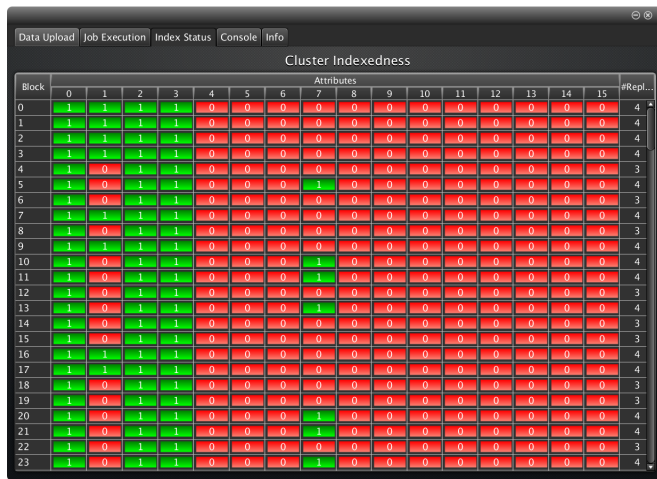 Data Upload Job Execution Index Status Console Info
Cluster Indexedness
Block Attributes #Repl...
0 1 2 3 4 5 6 7 8 9 10 11 12 13 14 15
0 1 1 1 1 0 0 0 0 0 0 0 0 0 0 0 0 4
1 1 1 1 1 0 0 0 0 0 0 0 0 0 0 0 0 4
2 1 1 1 1 0 0 0 0 0 0 0 0 0 0 0 0 4
3 1 1 1 1 0 0 0 0 0 0 0 0 0 0 0 0 4
4 1 0 1 1 0 0 0 0 0 0 0 0 0 0 0 0 3
5 1 0 1 1 0 0 0 1 0 0 0 0 0 0 0 0 4
6 1 0 1 1 0 0 0 0 0 0 0 0 0 0 0 0 3
7 1 1 1 1 0 0 0 0 0 0 0 0 0 0 0 0 4
8 1 0 1 1 0 0 0 0 0 0 0 0 0 0 0 0 3
9 1 1 1 1 0 0 0 0 0 0 0 0 0 0 0 0 4
10 1 0 1 1 0 0 0 1 0 0 0 0 0 0 0 0 4
11 1 0 1 1 0 0 0 1 0 0 0 0 0 0 0 0 4
12 1 0 1 1 0 0 0 0 0 0 0 0 0 0 0 0 3
13 1 0 1 1 0 0 0 1 0 0 0 0 0 0 0 0 4
14 1 0 1 1 0 0 0 0 0 0 0 0 0 0 0 0 3
15 1 0 1 1 0 0 0 0 0 0 0 0 0 0 0 0 3
16 1 1 1 1 0 0 0 0 0 0 0 0 0 0 0 0 4
17 1 1 1 1 0 0 0 0 0 0 0 0 0 0 0 0 4
18 1 0 1 1 0 0 0 0 0 0 0 0 0 0 0 0 3
19 1 0 1 1 0 0 0 0 0 0 0 0 0 0 0 0 3
20 1 0 1 1 0 0 0 1 0 0 0 0 0 0 0 0 4
21 1 0 1 1 0 0 0 1 0 0 0 0 0 0 0 0 4
22 1 0 1 1 0 0 0 0 0 0 0 0 0 0 0 0 3
23 1 0 1 1 0 0 0 1 0 0 0 0 0 0 0 0 4